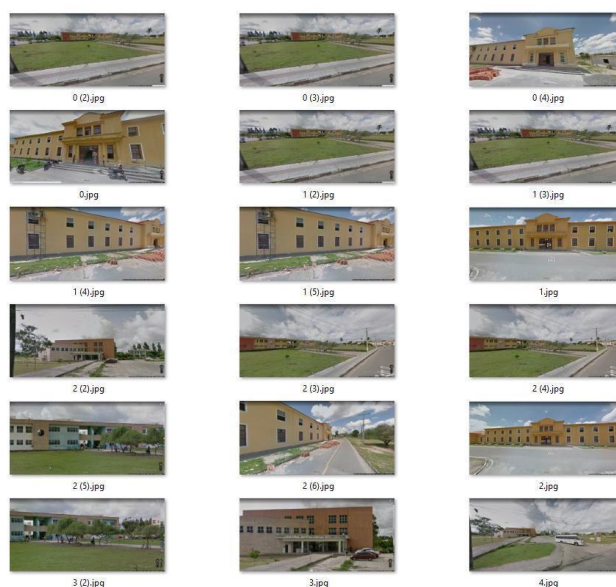 0 (2).jpg
0 (3).jpg
0 (4).jpg
0.jpg
1 (2).jpg
1 (3).jpg
1 (4).jpg
1 (5).jpg
1.jpg
2 (2).jpg
2 (3).jpg
2 (4).jpg
2 (5).jpg
2 (6).jpg
2.jpg
3 (2).jpg
3.jpg
4.jpg